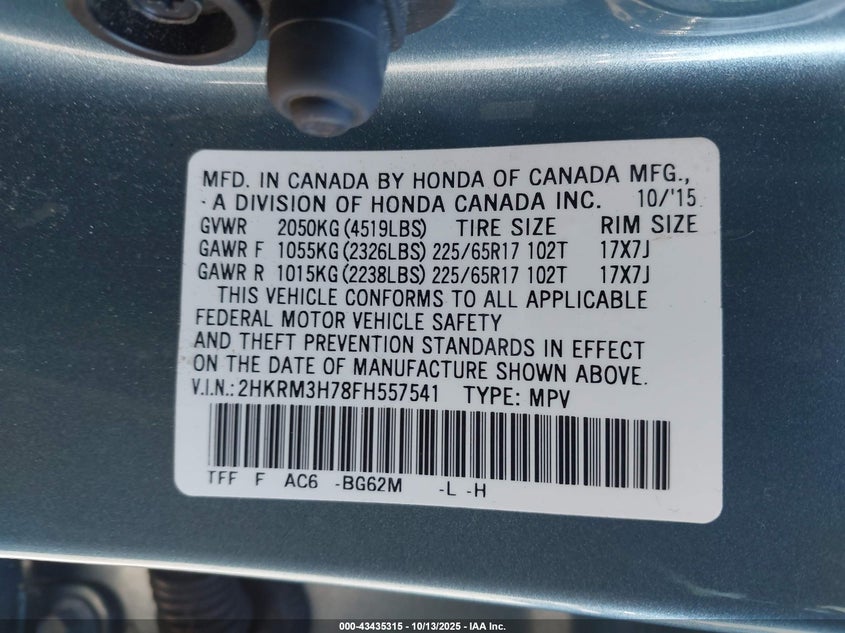 MFD. IN CANADA BY HONDA OF CANADA MFG.,
A DIVISION OF HONDA CANADA INC. 10/'15
GVWR 2050KG (4519LBS) TIRE SIZE RIM SIZE
GAWR F 1055KG (2326LBS) 225/65R17 102T 17X7J
GAWR R 1015KG (2238LBS) 225/65R17 102T 17X7J
THIS VEHICLE CONFORMS TO ALL APPLICABLE
FEDERAL MOTOR VEHICLE SAFETY
AND THEFT PREVENTION STANDARDS IN EFFECT
ON THE DATE OF MANUFACTURE SHOWN ABOVE.
V.I.N.: 2HKRM3H78FH557541 TYPE: MPV
TFF F AC6 -BG62M -L -H
000-43435315 - 10/13/2025 - IAA Inc.